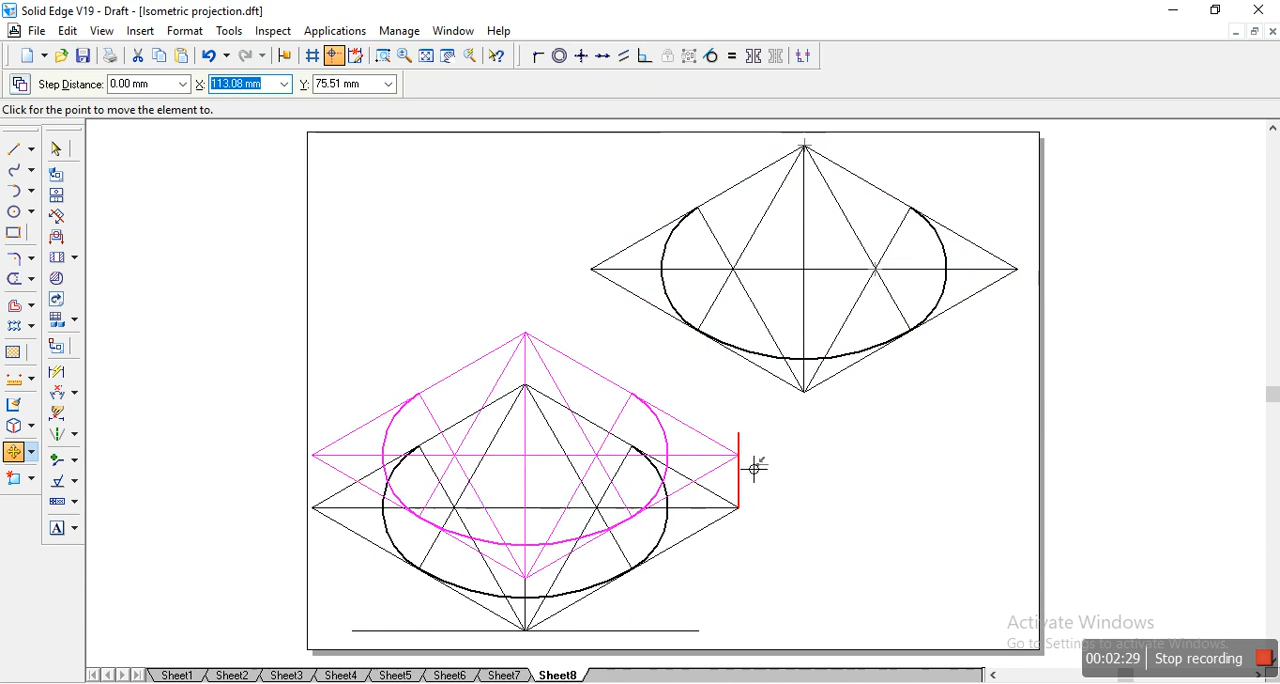 Solid Edge V19 - Draft - [Isometric projection.dft]
File Edit View Insert Format Tools Inspect Applications Manage Window Help
Step Distance: 0.00 mm X: 113.08 mm Y: 75.51 mm
Click for the point to move the element to.
A
Activate Windows
Go to Settings to activate Windows.
00:02:29 Stop recording
Sheet1 Sheet2 Sheet3 Sheet4 Sheet5 Sheet6 Sheet7 Sheet8